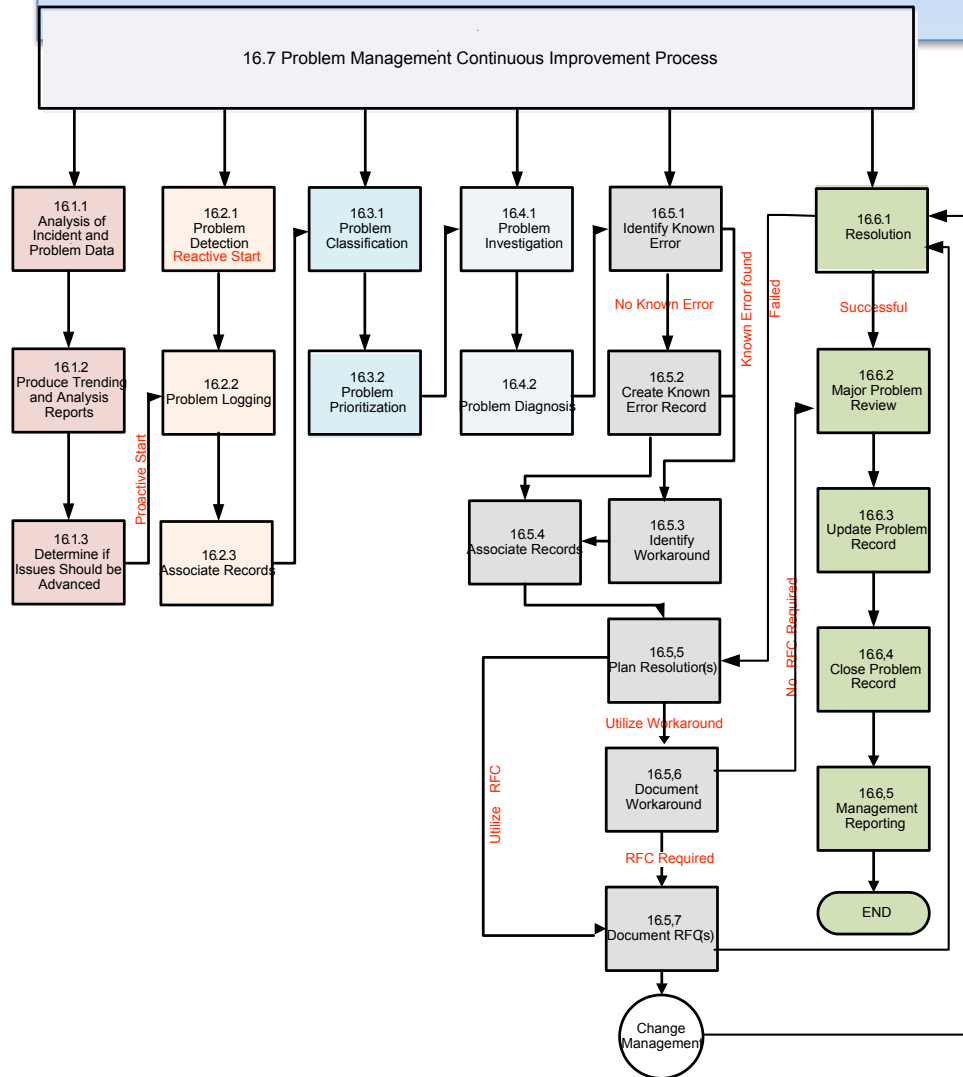 16.7 Problem Management Continuous Improvement Process
16.1.1
Analysis of
Incident and
Problem Data
16.1.2
Produce Trending
and Analysis
Reports
16.1.3
Determine if
Issues Should be
Advanced
Proactive Start
16.2.1
Problem
Detection
Reactive Start
16.2.2
Problem Logging
16.2.3
Associate Records
16.3.1
Problem
Classification
16.3.2
Problem
Prioritization
16.4.1
Problem
Investigation
16.4.2
Problem Diagnosis
16.5.1
Identify Known
Error
No Known Error
Known Error found
Failed
16.5.2
Create Known
Error Record
16.5.3
Identify
Workaround
16.5.4
Associate Records
16.5,5
Plan Resolution(s)
Utilize Workaround
Utilize RFC
16.5,6
Document
Workaround
No RFC Required
RFC Required
16.5,7
Document RFC(s)
Change
Management
16.6.1
Resolution
Successful
16.6.2
Major Problem
Review
16.6.3
Update Problem
Record
16.6,4
Close Problem
Record
16.6,5
Management
Reporting
END